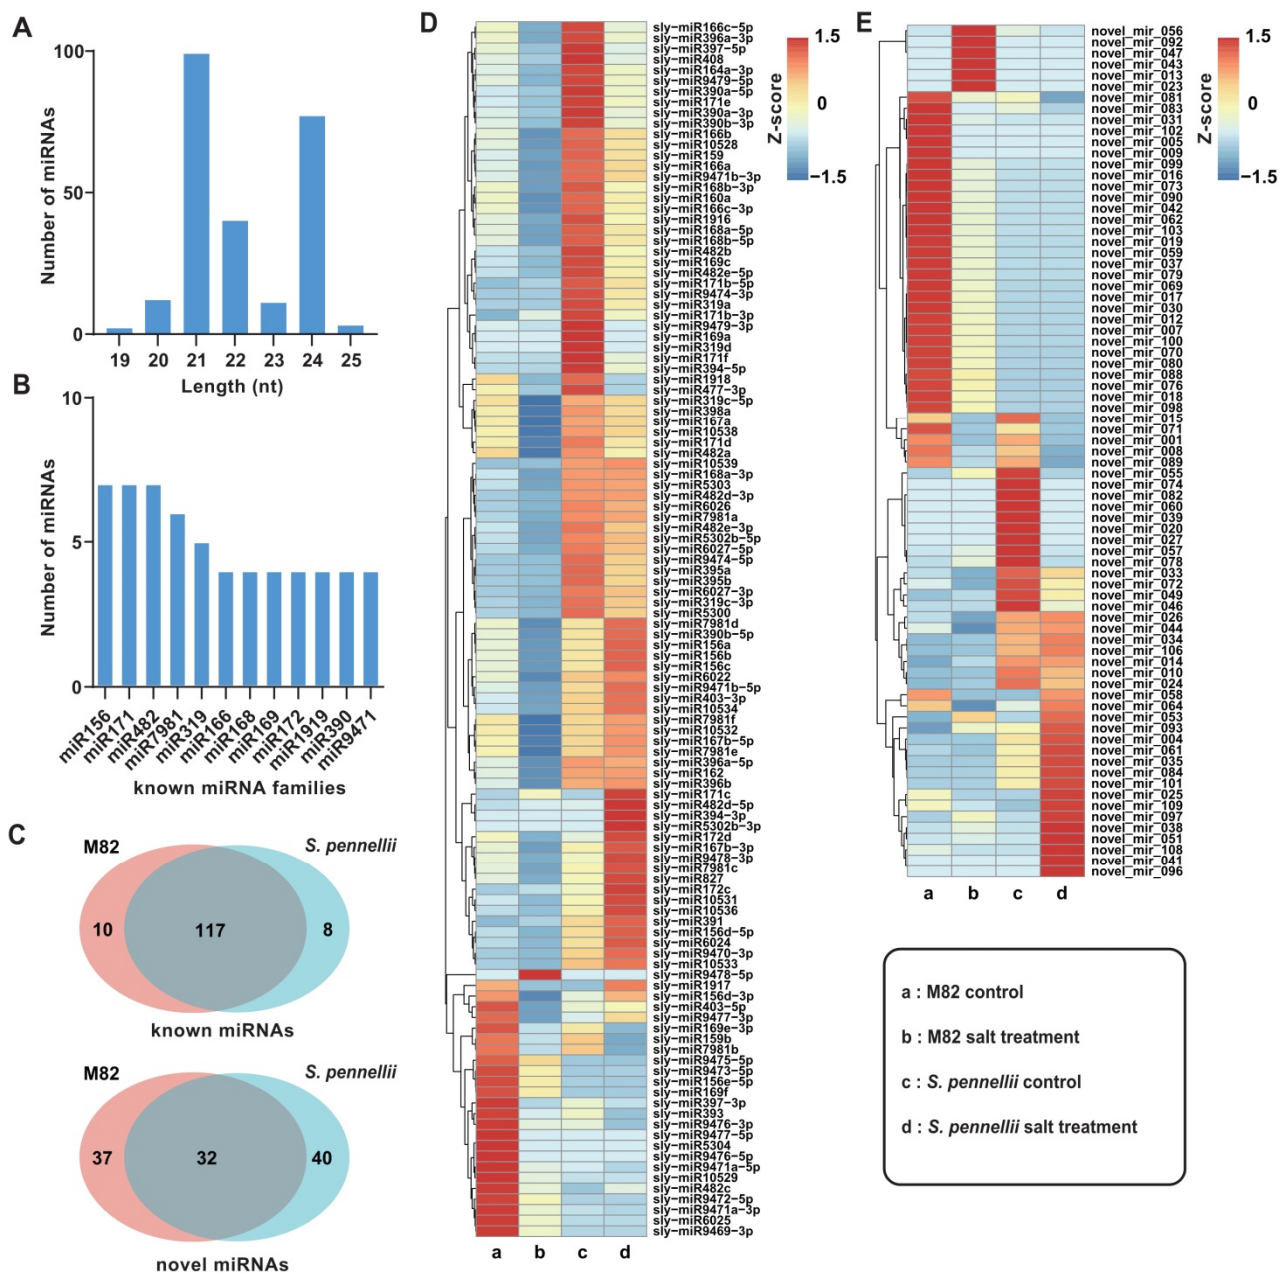 A
Number of miRNAs
100
50
0
19 20 21 22 23 24 25
Length (nt)
B
Number of miRNAs
10
5
0
miR156
miR171
miR482
miR7981
miR319
miR166
miR168
miR169
miR172
miR1919
miR390
miR9471
known miRNA families
C
M82
S. pennellii
10 117 8
known miRNAs
M82
S. pennellii
37 32 40
novel miRNAs
D
sly-miR166c-5p
sly-miR396a-3p
sly-miR397-5p
sly-miR408
sly-miR164a-3p
sly-miR9479-5p
sly-miR390a-5p
sly-miR171e
sly-miR390a-3p
sly-miR390b-3p
sly-miR166b
sly-miR10528
sly-miR159
sly-miR166a
sly-miR9471b-3p
sly-miR168b-3p
sly-miR160a
sly-miR166c-3p
sly-miR1916
sly-miR168a-5p
sly-miR168b-5p
sly-miR482b
sly-miR169c
sly-miR482e-5p
sly-miR171b-5p
sly-miR9474-3p
sly-miR319a
sly-miR171b-3p
sly-miR9479-3p
sly-miR169a
sly-miR319d
sly-miR171f
sly-miR394-5p
sly-miR1918
sly-miR477-3p
sly-miR319c-5p
sly-miR398a
sly-miR167a
sly-miR10538
sly-miR171d
sly-miR482a
sly-miR10539
sly-miR168a-3p
sly-miR5303
sly-miR482d-3p
sly-miR6026
sly-miR7981a
sly-miR482e-3p
sly-miR5302b-5p
sly-miR6027-5p
sly-miR9474-5p
sly-miR395a
sly-miR395b
sly-miR6027-3p
sly-miR319c-3p
sly-miR5300
sly-miR7981d
sly-miR390b-5p
sly-miR156a
sly-miR156b
sly-miR156c
sly-miR6022
sly-miR9471b-5p
sly-miR403-3p
sly-miR10534
sly-miR7981f
sly-miR10532
sly-miR167b-5p
sly-miR7981e
sly-miR396a-5p
sly-miR162
sly-miR396b
sly-miR171c
sly-miR482d-5p
sly-miR394-3p
sly-miR5302b-3p
sly-miR172d
sly-miR167b-3p
sly-miR9478-3p
sly-miR7981c
sly-miR827
sly-miR172c
sly-miR10531
sly-miR10536
sly-miR391
sly-miR156d-5p
sly-miR6024
sly-miR9470-3p
sly-miR10533
sly-miR9478-5p
sly-miR1917
sly-miR156d-3p
sly-miR403-5p
sly-miR9477-3p
sly-miR169e-3p
sly-miR159b
sly-miR7981b
sly-miR9475-5p
sly-miR9473-5p
sly-miR156e-5p
sly-miR169f
sly-miR397-3p
sly-miR393
sly-miR9476-3p
sly-miR9477-5p
sly-miR5304
sly-miR9476-5p
sly-miR9471a-5p
sly-miR10529
sly-miR482c
sly-miR9472-5p
sly-miR9471a-3p
sly-miR6025
sly-miR9469-3p
a b c d
1.5
0
-1.5
Z-score
E
novel_mir_056
novel_mir_092
novel_mir_047
novel_mir_043
novel_mir_013
novel_mir_023
novel_mir_081
novel_mir_083
novel_mir_031
novel_mir_102
novel_mir_005
novel_mir_009
novel_mir_099
novel_mir_016
novel_mir_073
novel_mir_090
novel_mir_042
novel_mir_062
novel_mir_103
novel_mir_019
novel_mir_059
novel_mir_037
novel_mir_079
novel_mir_069
novel_mir_017
novel_mir_030
novel_mir_012
novel_mir_007
novel_mir_100
novel_mir_070
novel_mir_080
novel_mir_088
novel_mir_076
novel_mir_018
novel_mir_098
novel_mir_015
novel_mir_071
novel_mir_001
novel_mir_008
novel_mir_089
novel_mir_055
novel_mir_074
novel_mir_082
novel_mir_060
novel_mir_039
novel_mir_020
novel_mir_027
novel_mir_057
novel_mir_078
novel_mir_033
novel_mir_072
novel_mir_049
novel_mir_046
novel_mir_026
novel_mir_044
novel_mir_034
novel_mir_106
novel_mir_014
novel_mir_010
novel_mir_024
novel_mir_058
novel_mir_064
novel_mir_053
novel_mir_093
novel_mir_004
novel_mir_061
novel_mir_035
novel_mir_084
novel_mir_101
novel_mir_025
novel_mir_109
novel_mir_097
novel_mir_038
novel_mir_051
novel_mir_108
novel_mir_041
novel_mir_096
a b c d
1.5
0
-1.5
Z-score
a : M82 control
b : M82 salt treatment
c : S. pennellii control
d : S. pennellii salt treatment